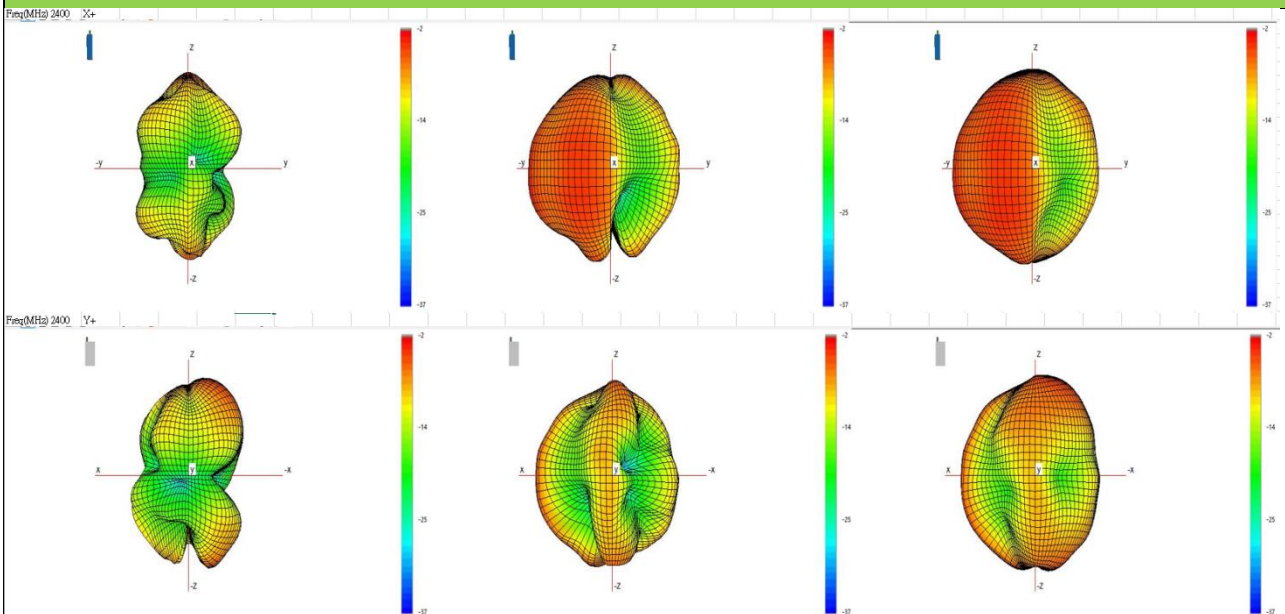 Freq(MHz) 2400 X+
z z z
-2 -2 -2
-14 -14 -14
-y x y -y x y -y x y
-25 -25 -25
-z -z -z
-37 -37 -37
Freq(MHz) 2400 Y+
z z z
-2 -2 -2
-14 -14 -14
x y -x x y -x x y -x
-25 -25 -25
-z -z -z
-37 -37 -37